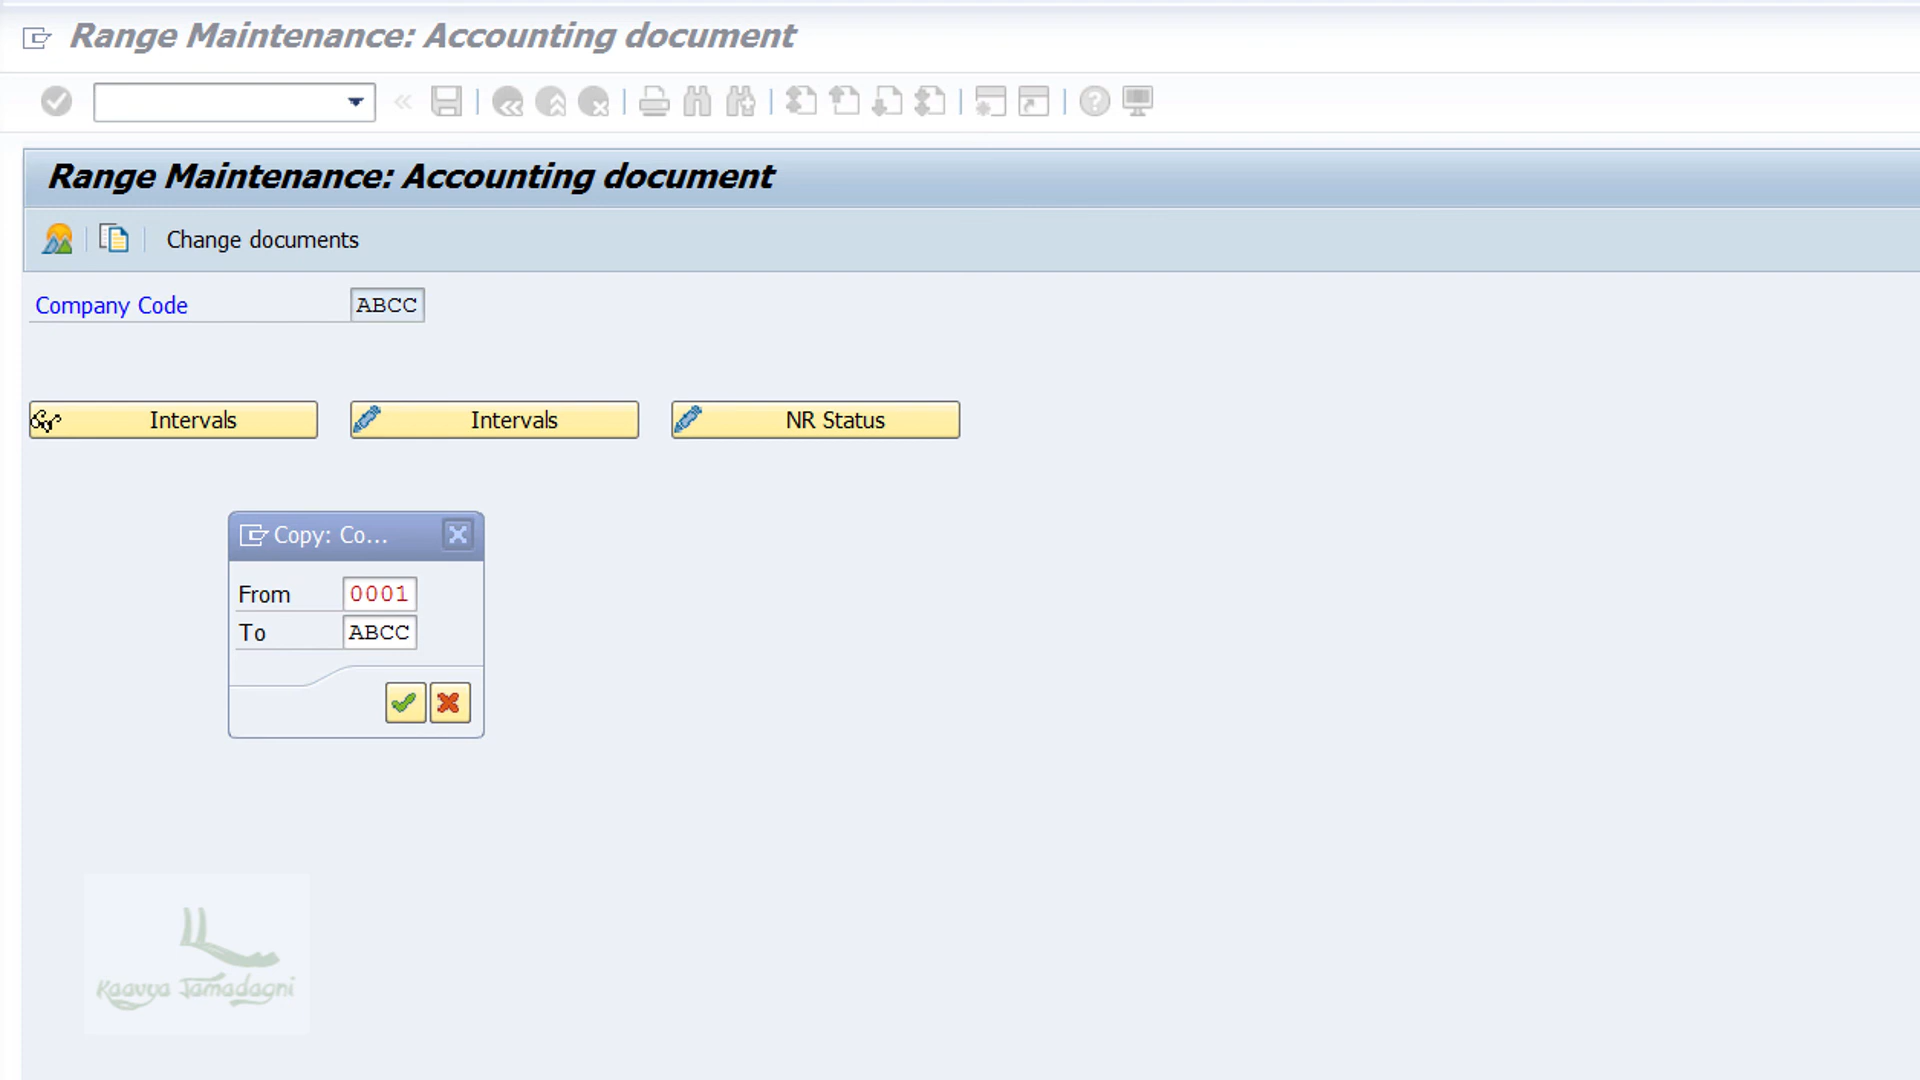 Range Maintenance: Accounting document
Range Maintenance: Accounting document
Change documents
Company Code ABCC
Intervals Intervals NR Status
Copy: Co...
From 0001
To ABCC
Kaavya Jamadagni